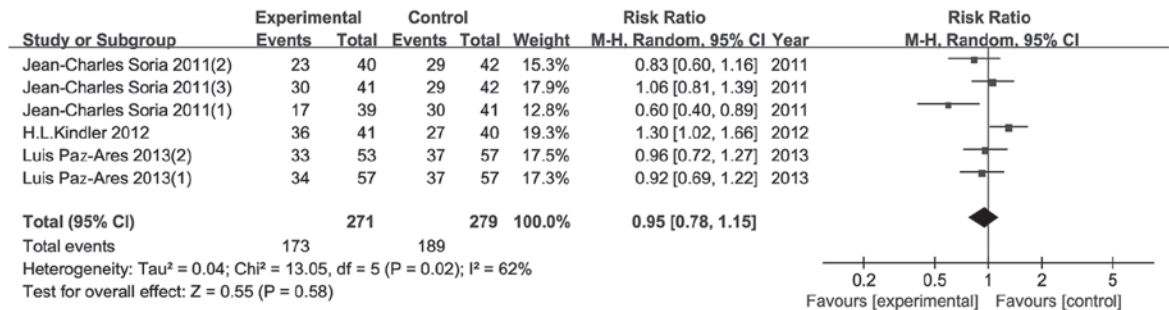 Experimental Control Risk Ratio Risk Ratio
Study or Subgroup Events Total Events Total Weight M-H, Random, 95% CI Year M-H, Random, 95% CI
Jean-Charles Soria 2011(2) 23 40 29 42 15.3% 0.83 [0.60, 1.16] 2011
Jean-Charles Soria 2011(3) 30 41 29 42 17.9% 1.06 [0.81, 1.39] 2011
Jean-Charles Soria 2011(1) 17 39 30 41 12.8% 0.60 [0.40, 0.89] 2011
H.L.Kindler 2012 36 41 27 40 19.3% 1.30 [1.02, 1.66] 2012
Luis Paz-Ares 2013(2) 33 53 37 57 17.5% 0.96 [0.72, 1.27] 2013
Luis Paz-Ares 2013(1) 34 57 37 57 17.3% 0.92 [0.69, 1.22] 2013
Total (95% CI) 271 279 100.0% 0.95 [0.78, 1.15]
Total events 173 189
Heterogeneity: Tau² = 0.04; Chi² = 13.05, df = 5 (P = 0.02); I² = 62%
Test for overall effect: Z = 0.55 (P = 0.58)
0.2 0.5 1 2 5
Favours [experimental] Favours [control]